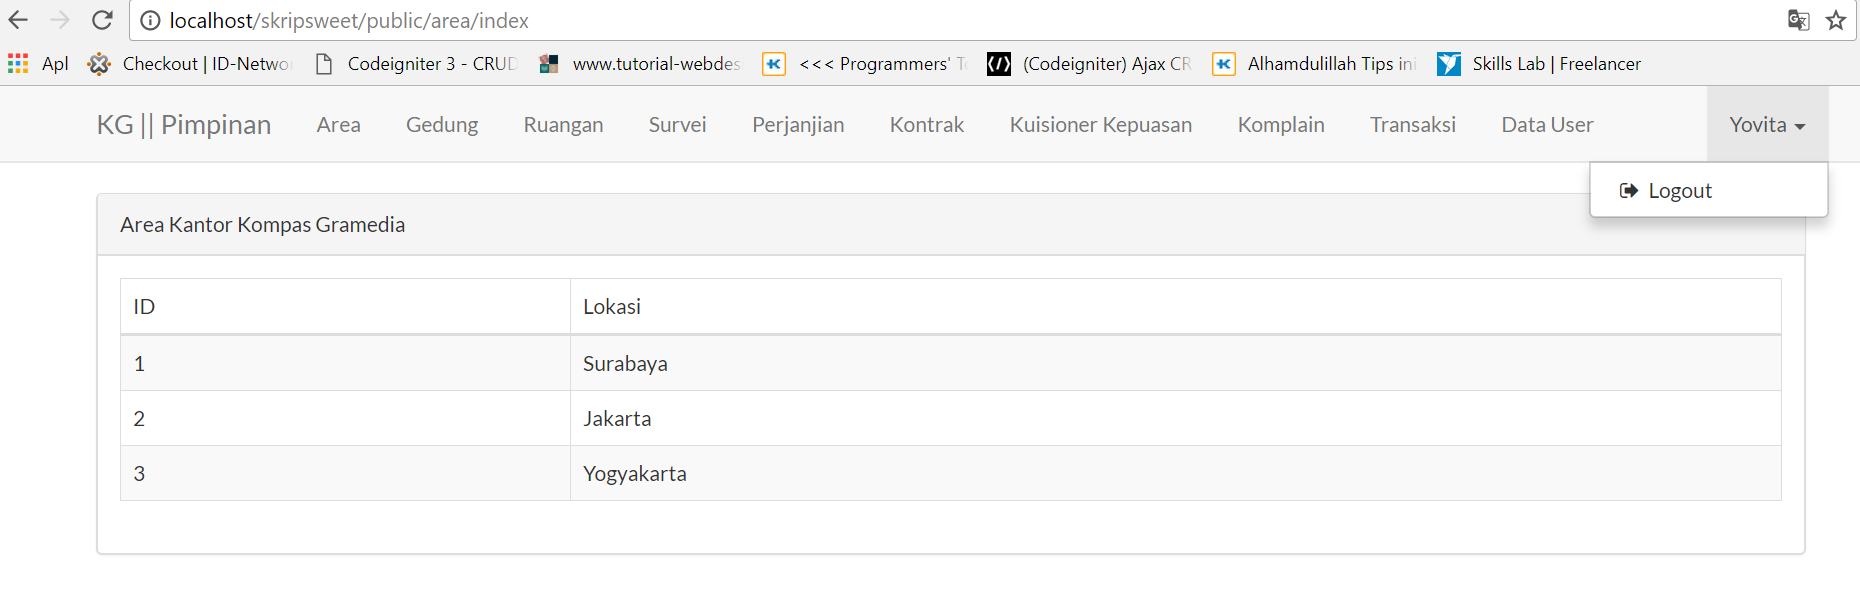 localhost/skripsweet/public/area/index
Apl Checkout | ID-Netwo Codeigniter 3 - CRUD www.tutorial-webdes <<< Programmers' T (Codeigniter) Ajax CR Alhamdulillah Tips ini Skills Lab | Freelancer
KG || Pimpinan Area Gedung Ruangan Survei Perjanjian Kontrak Kuisioner Kepuasan Komplain Transaksi Data User Yovita
Logout
Area Kantor Kompas Gramedia
ID Lokasi
1 Surabaya
2 Jakarta
3 Yogyakarta